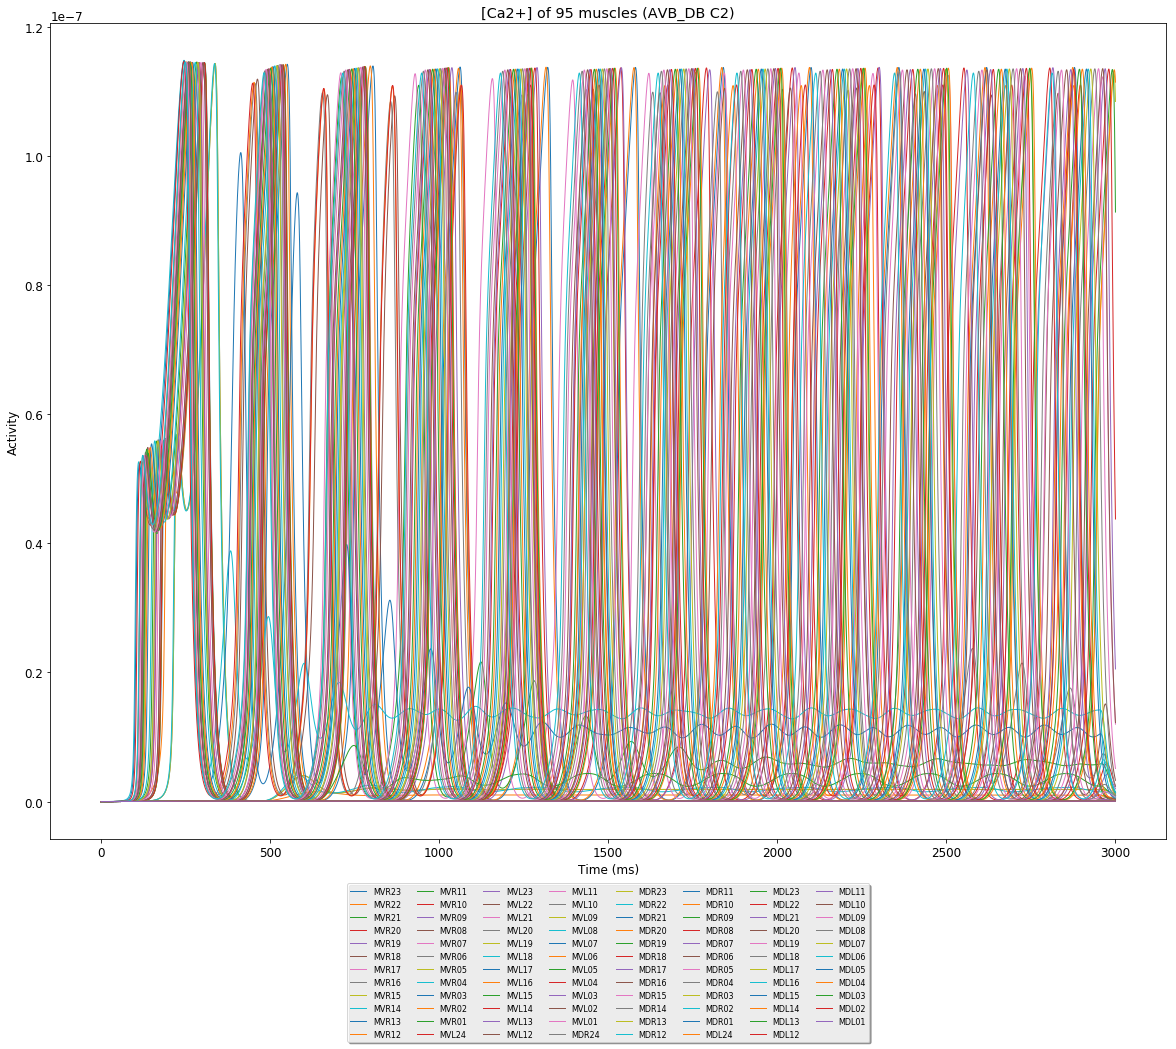 [Ca2+] of 95 muscles (AVB_DB C2)
1e−7
1.2
1.0
0.8
0.6
0.4
0.2
0.0
Activity
0 500 1000 1500 2000 2500 3000
Time (ms)
MVR23 MVR11 MVL23 MVL11 MDR23 MDR11 MDL23 MDL11
MVR22 MVR10 MVL22 MVL10 MDR22 MDR10 MDL22 MDL10
MVR21 MVR09 MVL21 MVL09 MDR21 MDR09 MDL21 MDL09
MVR20 MVR08 MVL20 MVL08 MDR20 MDR08 MDL20 MDL08
MVR19 MVR07 MVL19 MVL07 MDR19 MDR07 MDL19 MDL07
MVR18 MVR06 MVL18 MVL06 MDR18 MDR06 MDL18 MDL06
MVR17 MVR05 MVL17 MVL05 MDR17 MDR05 MDL17 MDL05
MVR16 MVR04 MVL16 MVL04 MDR16 MDR04 MDL16 MDL04
MVR15 MVR03 MVL15 MVL03 MDR15 MDR03 MDL15 MDL03
MVR14 MVR02 MVL14 MVL02 MDR14 MDR02 MDL14 MDL02
MVR13 MVR01 MVL13 MVL01 MDR13 MDR01 MDL13 MDL01
MVR12 MVL24 MVL12 MDR24 MDR12 MDL24 MDL12